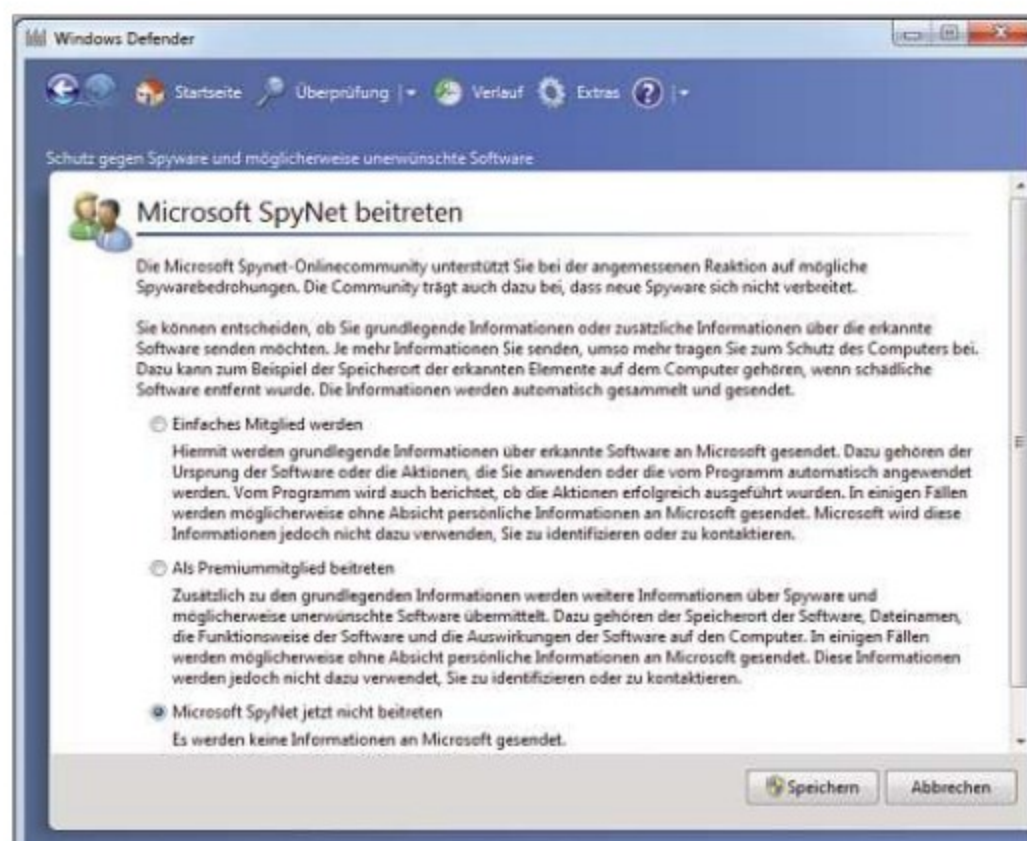 Windows Defender
Startseite Überprüfung Verlauf Extras ?
Schutz gegen Spyware und möglicherweise unerwünschte Software
Microsoft SpyNet beitreten
Die Microsoft Spynet-Onlinecommunity unterstützt Sie bei der angemessenen Reaktion auf mögliche
Spywarebedrohungen. Die Community trägt auch dazu bei, dass neue Spyware sich nicht verbreitet.
Sie können entscheiden, ob Sie grundlegende Informationen oder zusätzliche Informationen über die erkannte
Software senden möchten. Je mehr Informationen Sie senden, umso mehr tragen Sie zum Schutz des Computers bei.
Dazu kann zum Beispiel der Speicherort der erkannten Elemente auf dem Computer gehören, wenn schädliche
Software entfernt wurde. Die Informationen werden automatisch gesammelt und gesendet.
Einfaches Mitglied werden
Hiermit werden grundlegende Informationen über erkannte Software an Microsoft gesendet. Dazu gehören der
Ursprung der Software oder die Aktionen, die Sie anwenden oder die vom Programm automatisch angewendet
werden. Vom Programm wird auch berichtet, ob die Aktionen erfolgreich ausgeführt wurden. In einigen Fällen
werden möglicherweise ohne Absicht persönliche Informationen an Microsoft gesendet. Microsoft wird diese
Informationen jedoch nicht dazu verwenden, Sie zu identifizieren oder zu kontaktieren.
Als Premiummitglied beitreten
Zusätzlich zu den grundlegenden Informationen werden weitere Informationen über Spyware und
möglicherweise unerwünschte Software übermittelt. Dazu gehören der Speicherort der Software, Dateinamen,
die Funktionsweise der Software und die Auswirkungen der Software auf den Computer. In einigen Fällen
werden möglicherweise ohne Absicht persönliche Informationen an Microsoft gesendet. Diese Informationen
werden jedoch nicht dazu verwendet, Sie zu identifizieren oder zu kontaktieren.
Microsoft SpyNet jetzt nicht beitreten
Es werden keine Informationen an Microsoft gesendet.
Speichern Abbrechen